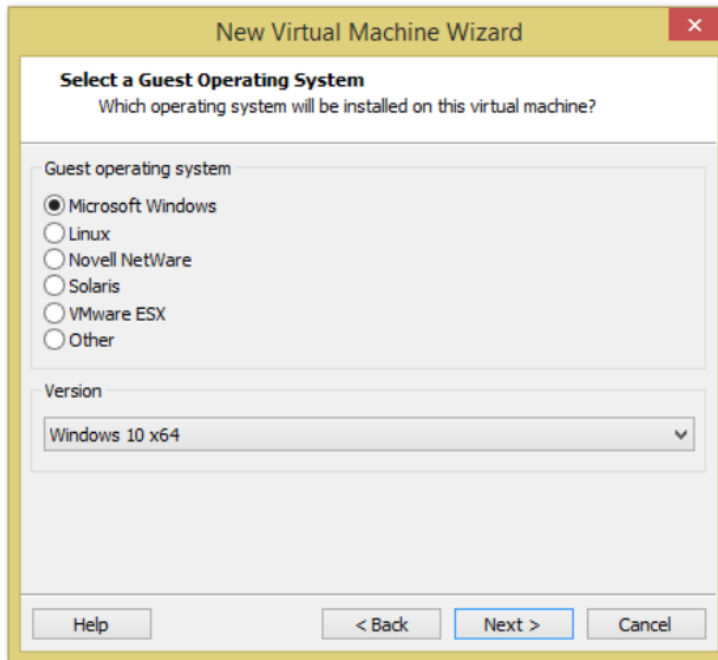 New Virtual Machine Wizard
Select a Guest Operating System
Which operating system will be installed on this virtual machine?
Guest operating system
Microsoft Windows
Linux
Novell NetWare
Solaris
VMware ESX
Other
Version
Windows 10 x64
Help
< Back
Next >
Cancel